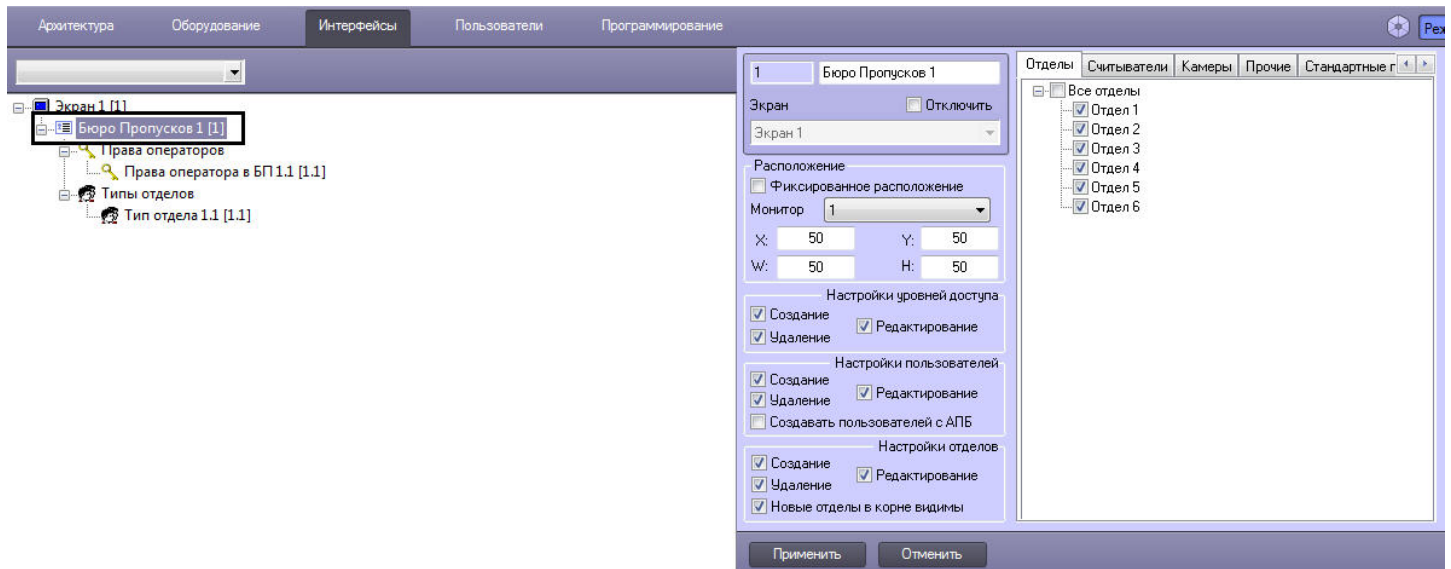 Архитектура Оборудование Интерфейсы Пользователи Программирование
Экран 1 [1]
Бюро Пропусков 1 [1]
Права операторов
Права оператора в БП 1.1 [1.1]
Типы отделов
Тип отдела 1.1 [1.1]
1 Бюро Пропусков 1
Экран Отключить
Экран 1
Расположение
Фиксированное расположение
Монитор 1
X: 50 Y: 50
W: 50 H: 50
Настройки уровней доступа
Создание
Редактирование
Удаление
Настройки пользователей
Создание
Редактирование
Удаление
Создавать пользователей с АПБ
Настройки отделов
Создание
Редактирование
Удаление
Новые отделы в корне видимы
Отделы Считыватели Камеры Прочие Стандартные
Все отделы
Отдел 1
Отдел 2
Отдел 3
Отдел 4
Отдел 5
Отдел 6
Применить Отменить